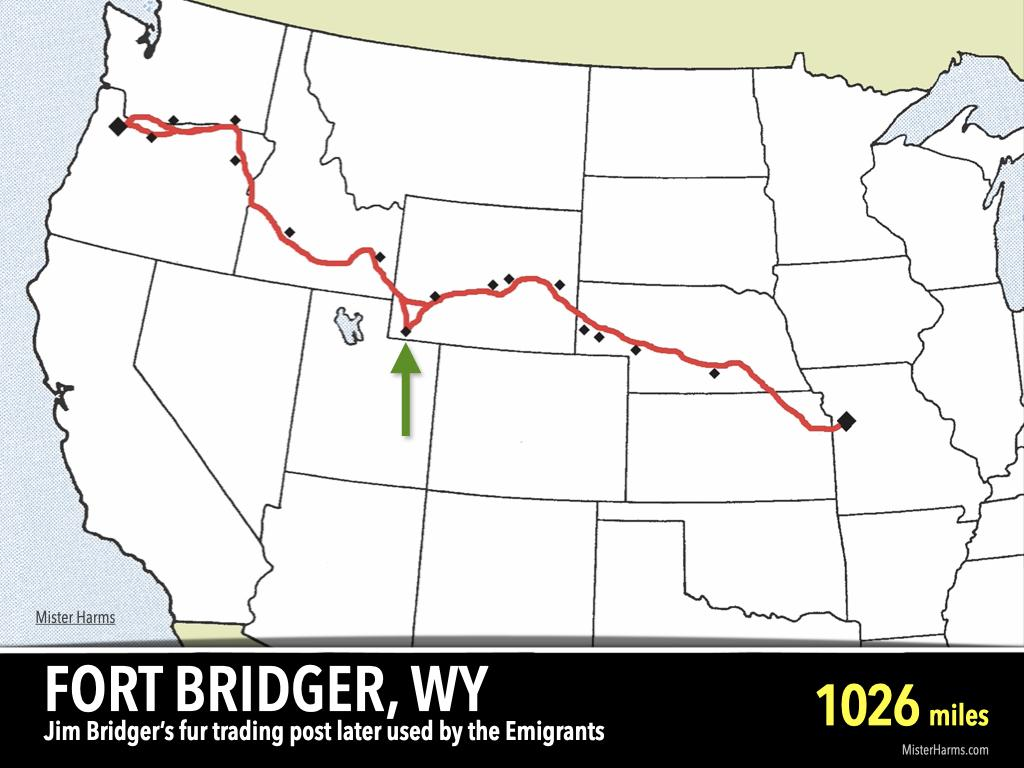 Mister Harms
FORT BRIDGER, WY
Jim Bridger's fur trading post later used by the Emigrants
1026 miles
MisterHarms.com